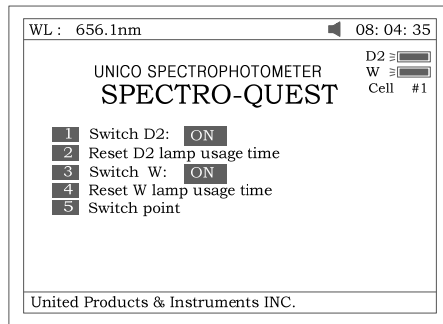 WL : 656.1nm 08: 04: 35
D2
W
Cell #1
UNICO SPECTROPHOTOMETER
SPECTRO-QUEST
1 Switch D2: ON
2 Reset D2 lamp usage time
3 Switch W: ON
4 Reset W lamp usage time
5 Switch point
United Products & Instruments INC.